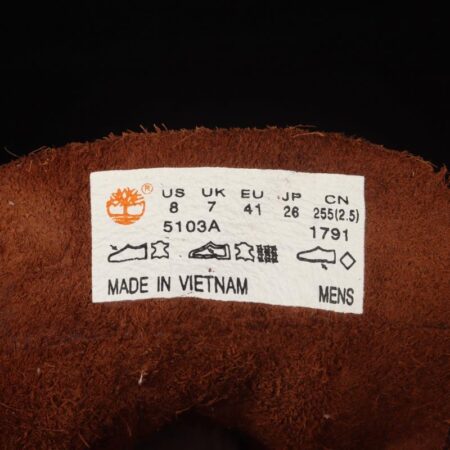 ® US UK EU JP CN
8 7 41 26 255(2.5)
5103A 1791
MADE IN VIETNAM MENS